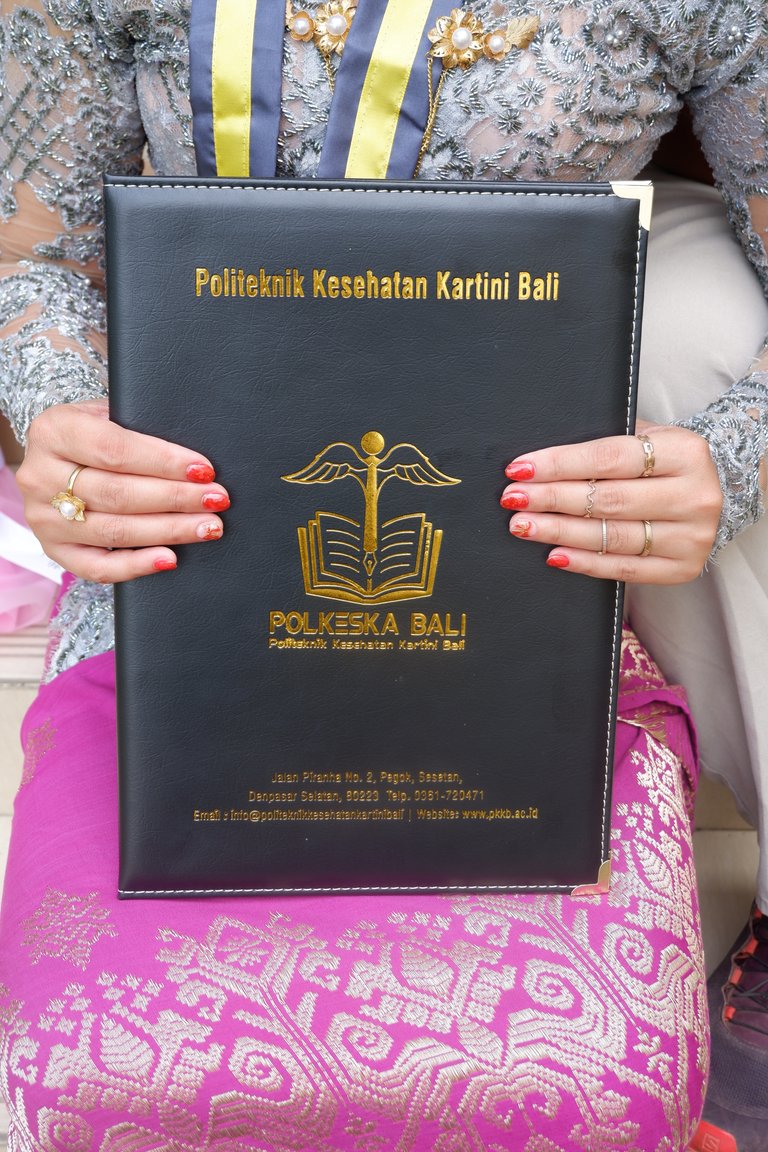 Politeknik Kesehatan Kartini Bali
POLKESKA BALI
Politeknik Kesehatan Kartini Bali
Jalan Piranha No. 2, Pegok, Sesetan,
Denpasar Selatan, 80223 Telp. 0361-720471
Email : info@politeknikkesehatankartinibali | Website: www.pkkb.ac.id